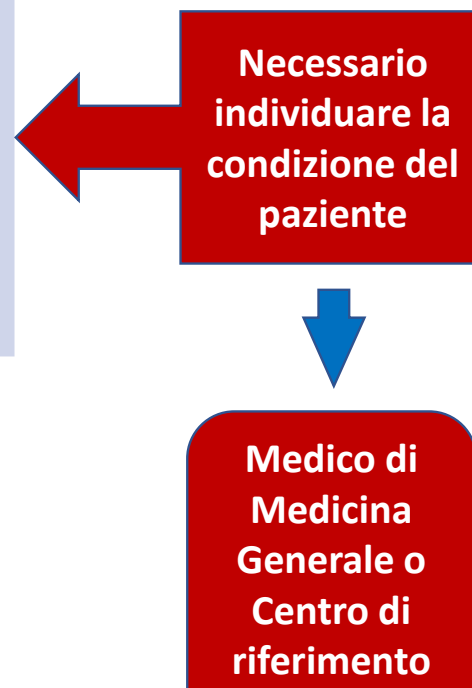 Necessario
individuare la
condizione del
paziente
Medico di
Medicina
Generale o
Centro di
riferimento